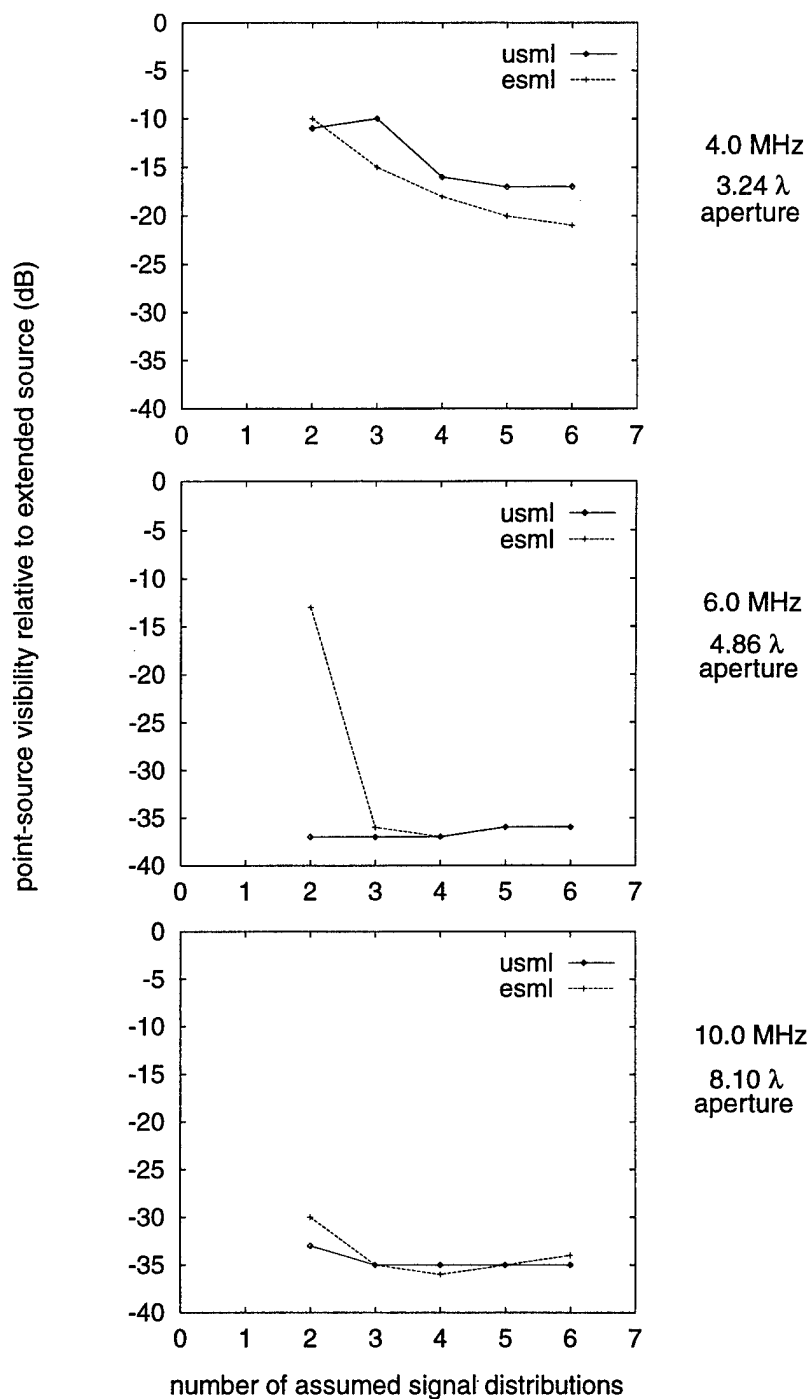 point-source visibility relative to extended source (dB)
0
-5
-10
-15
-20
-25
-30
-35
-40
0 1 2 3 4 5 6 7
usml
esml
4.0 MHz
3.24 λ
aperture
0
-5
-10
-15
-20
-25
-30
-35
-40
0 1 2 3 4 5 6 7
usml
esml
6.0 MHz
4.86 λ
aperture
0
-5
-10
-15
-20
-25
-30
-35
-40
0 1 2 3 4 5 6 7
usml
esml
10.0 MHz
8.10 λ
aperture
number of assumed signal distributions